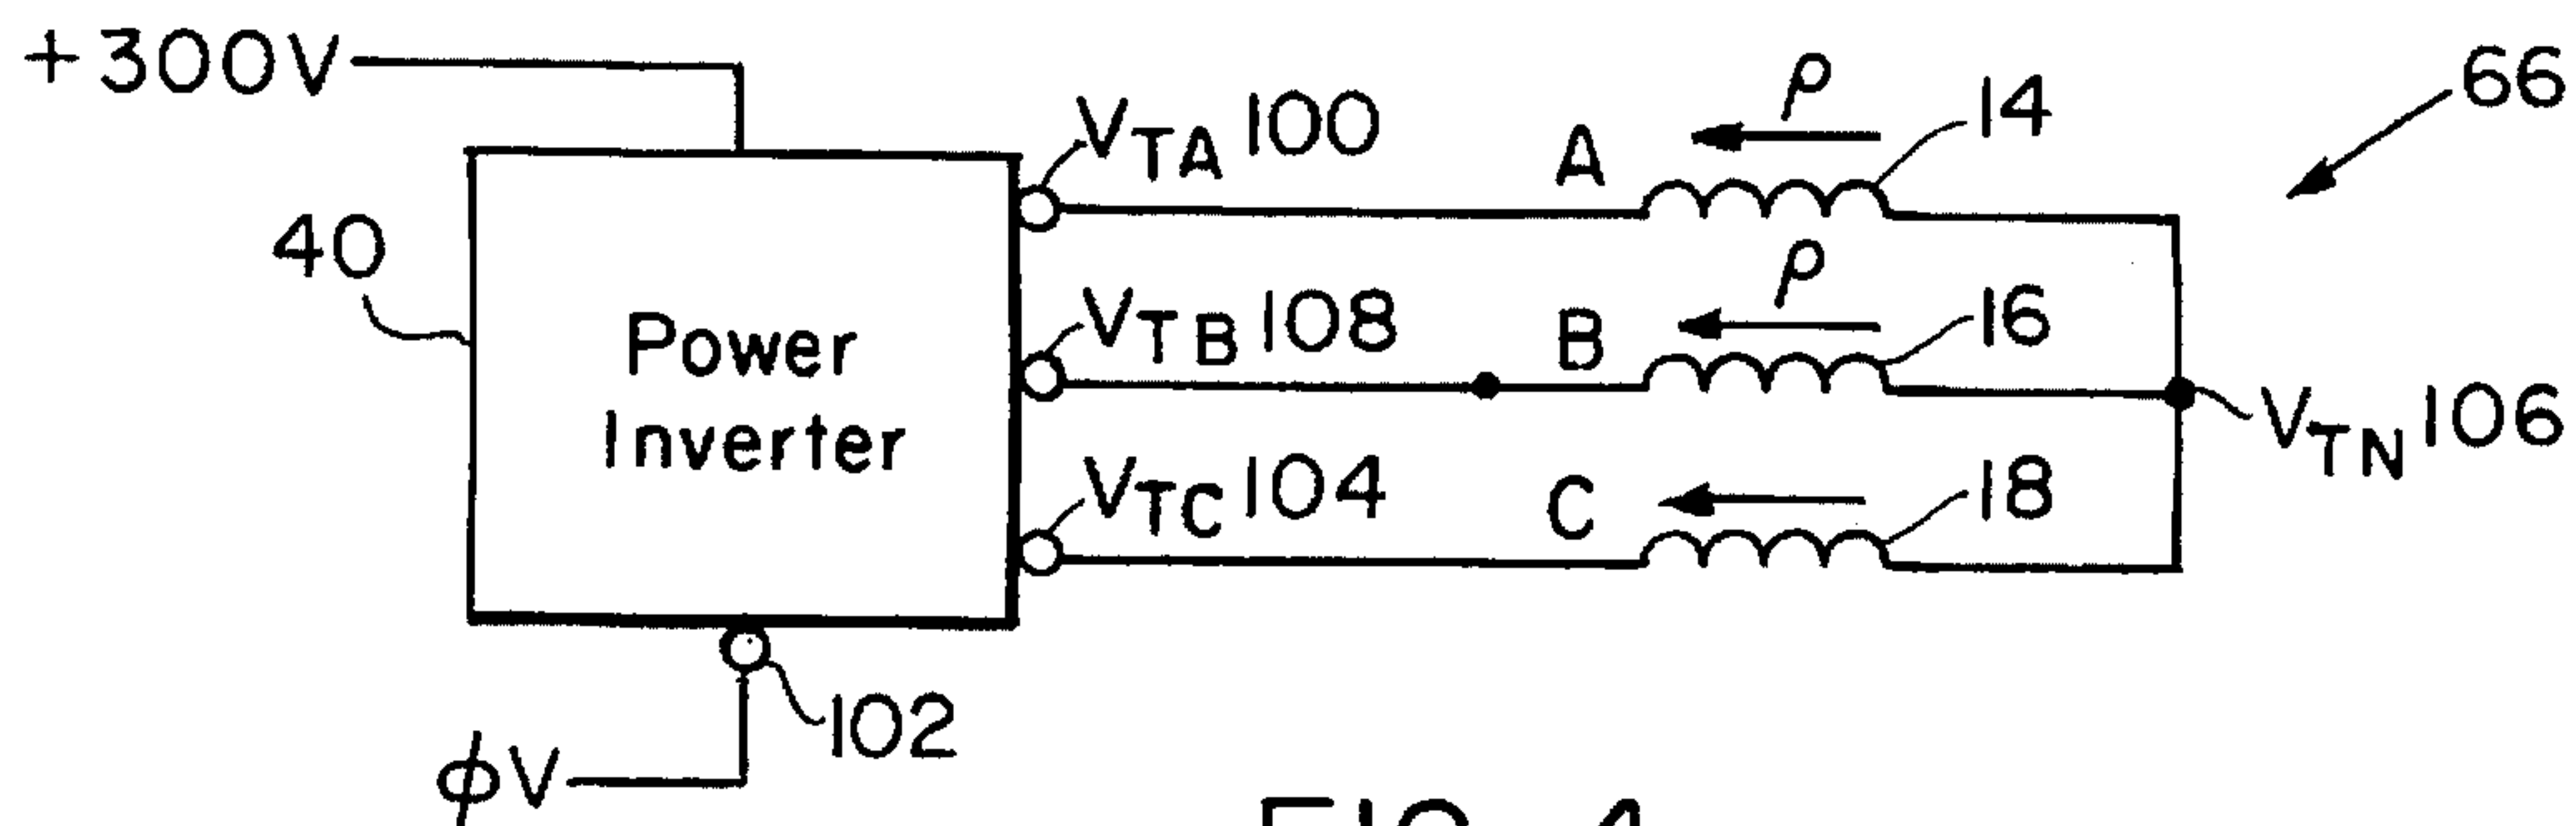 +300V
VTA 100
ρ
14
66
A
40
Power
Inverter
VTB 108
ρ
16
B
VTN 106
VTC 104
C
18
102
ϕV